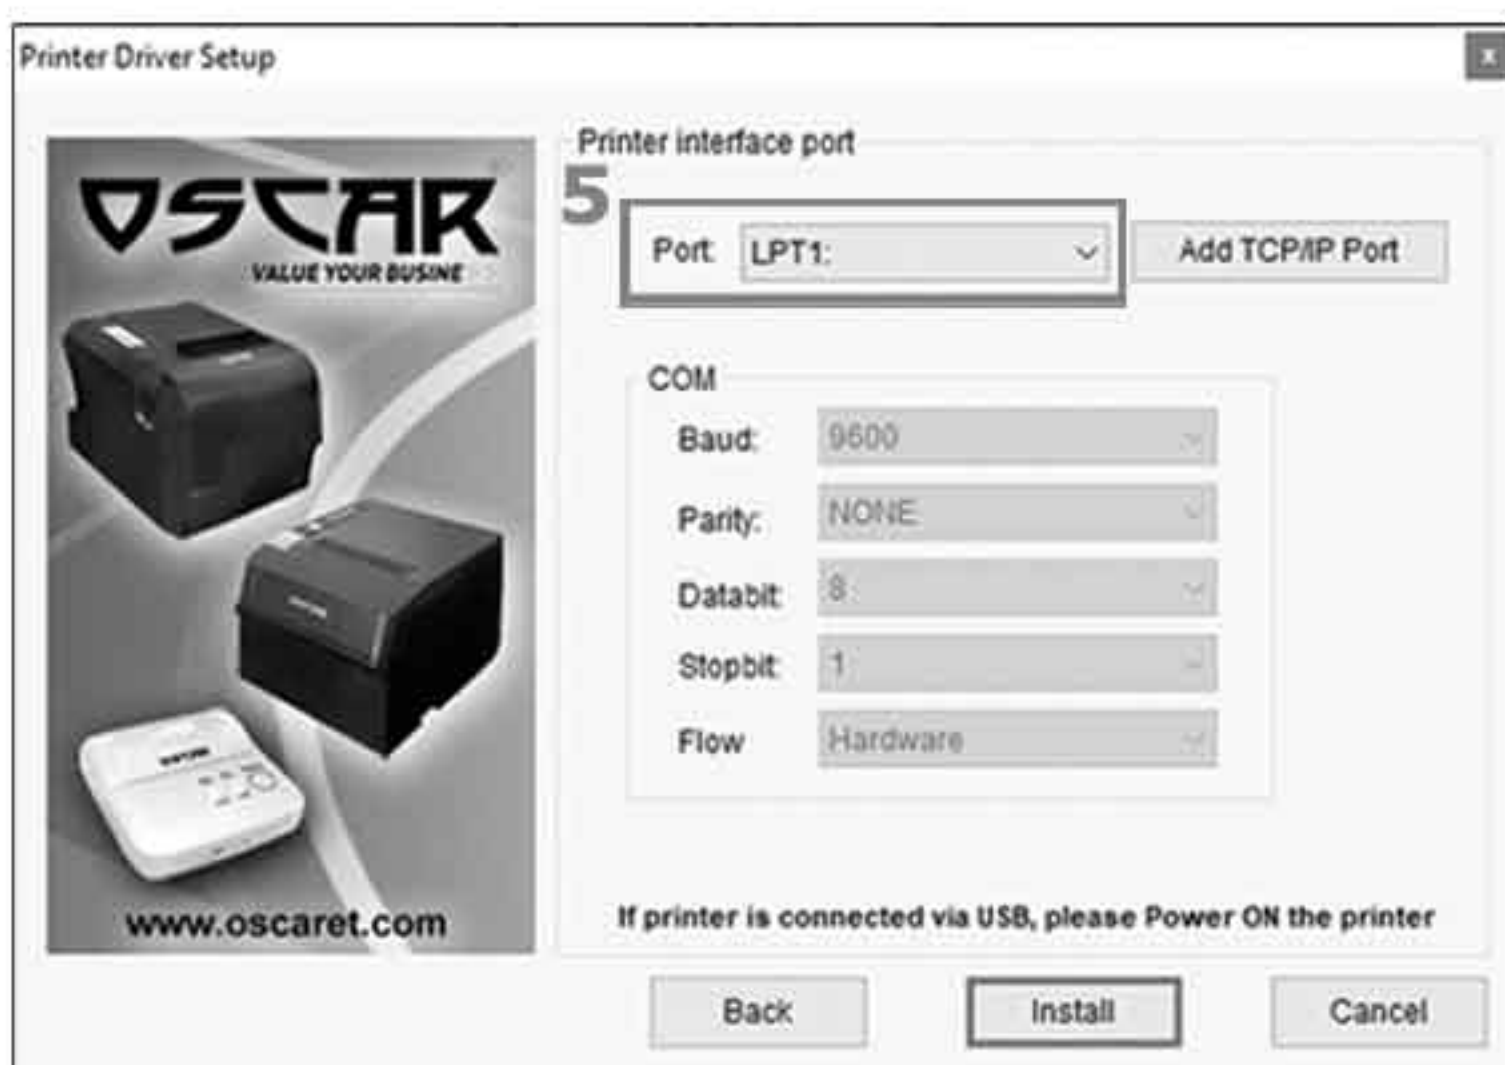 Printer Driver Setup
x
OSCAR
VALUE YOUR BUSINE
www.oscaret.com
Printer interface port
5
Port: LPT1: Add TCP/IP Port
COM
Baud: 9600
Parity: NONE
Databit: 8
Stopbit: 1
Flow Hardware
If printer is connected via USB, please Power ON the printer
Back Install Cancel